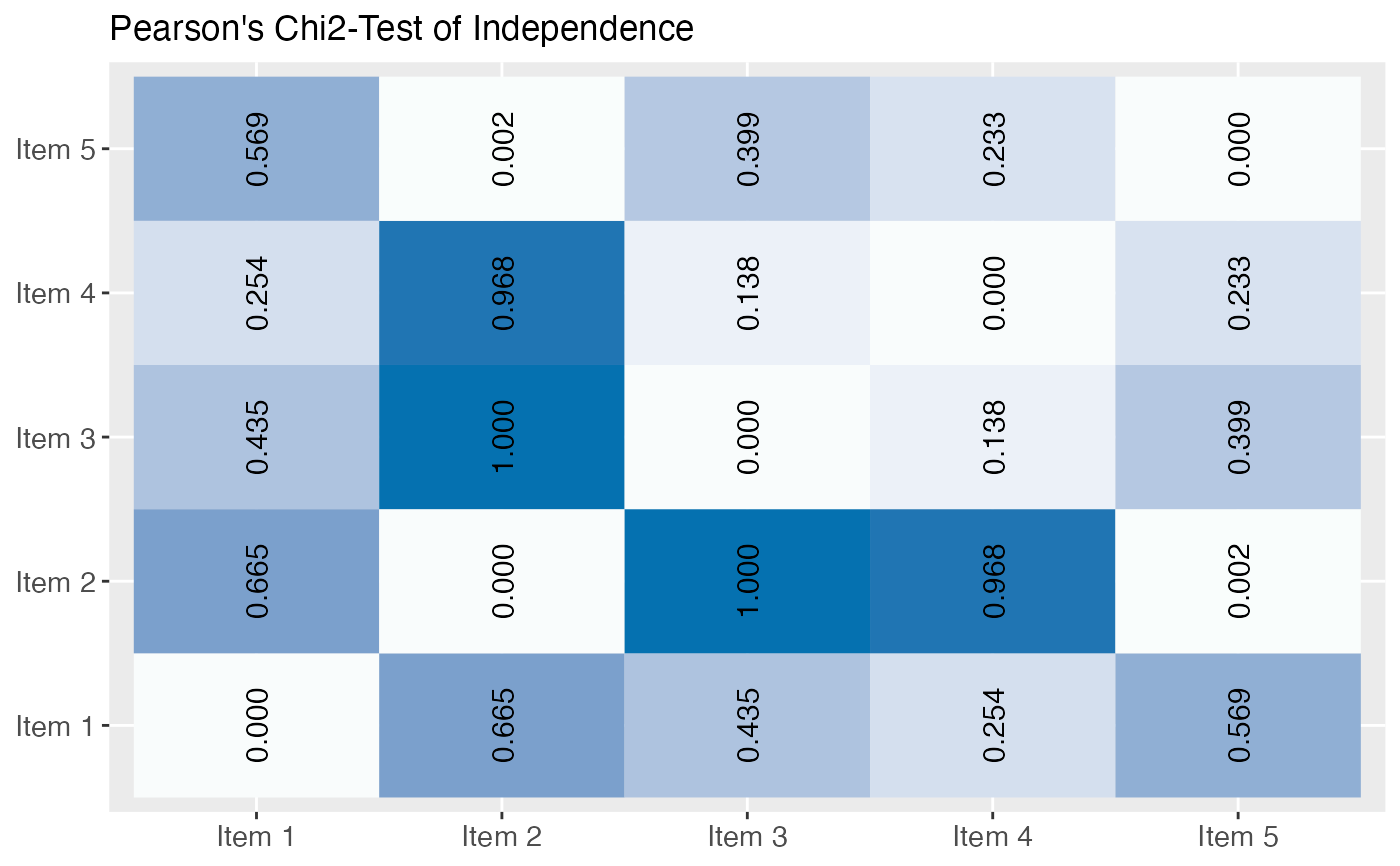 Pearson's Chi2-Test of Independence
Item 5 0.569 0.002 0.399 0.233 0.000
Item 4 0.254 0.968 0.138 0.000 0.233
Item 3 0.435 1.000 0.000 0.138 0.399
Item 2 0.665 0.000 1.000 0.968 0.002
Item 1 0.000 0.665 0.435 0.254 0.569
Item 1 Item 2 Item 3 Item 4 Item 5